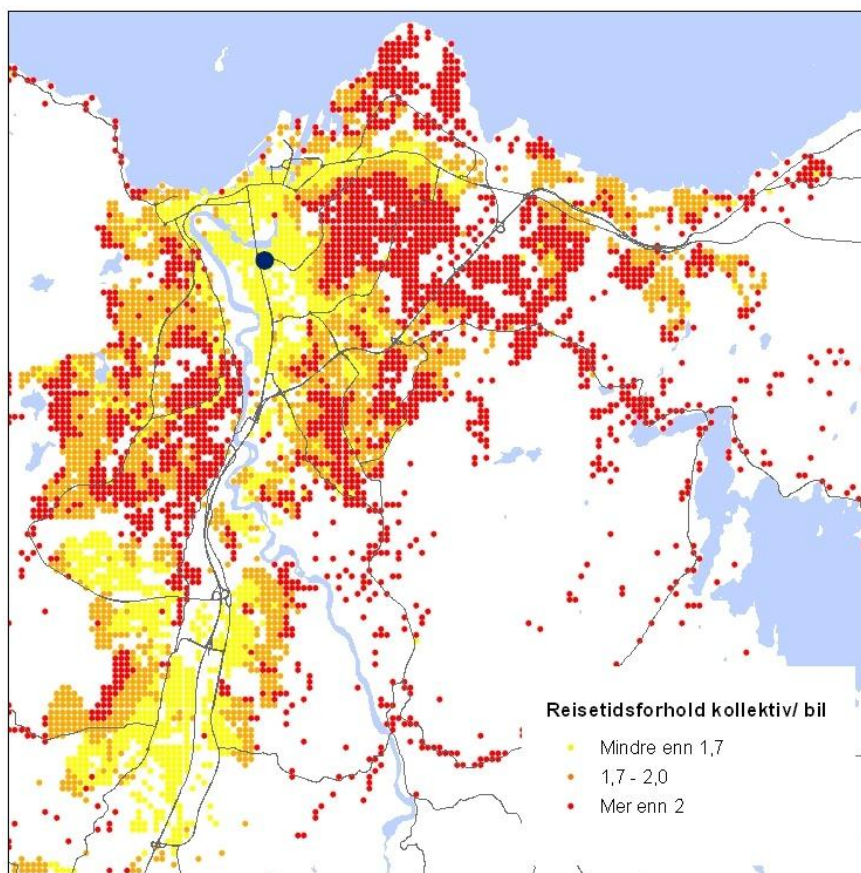 Reisetidsforhold kollektiv/ bil
Mindre enn 1,7
1,7 - 2,0
Mer enn 2